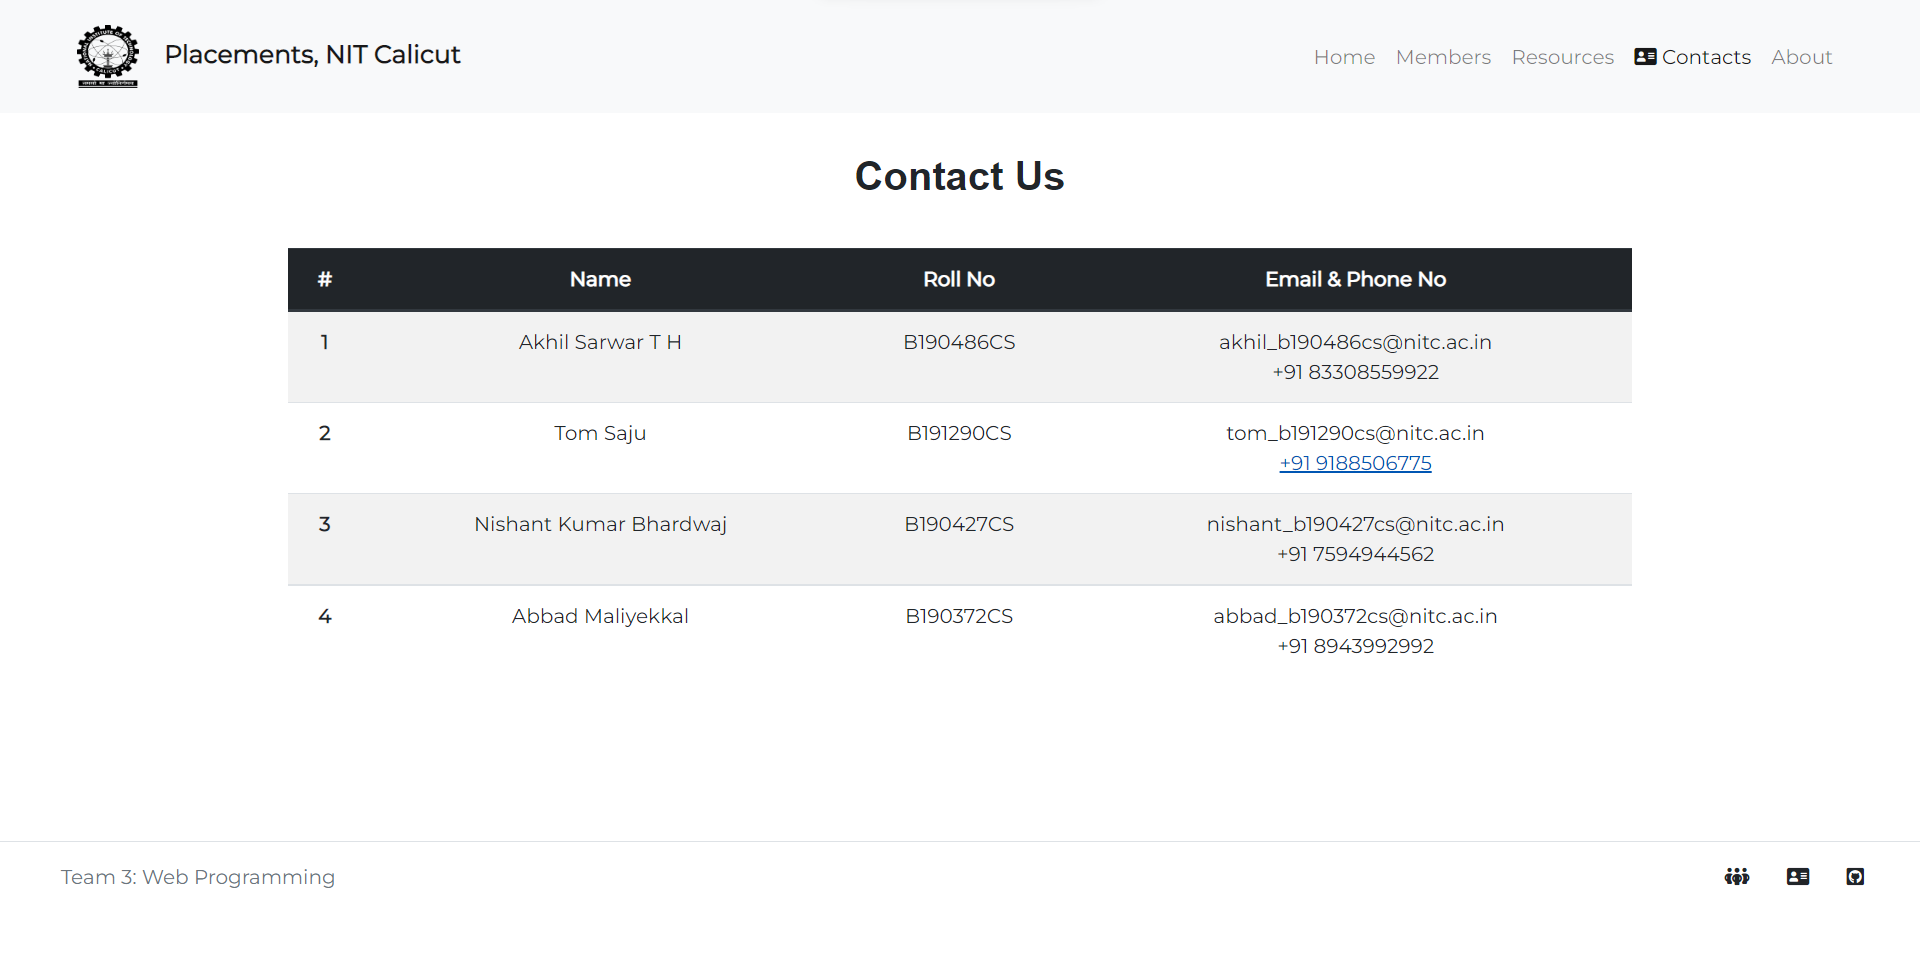 Placements, NIT Calicut
Home Members Resources Contacts About
Contact Us
# Name Roll No Email & Phone No
1 Akhil Sarwar T H B190486CS akhil_b190486cs@nitc.ac.in
+91 83308559922
2 Tom Saju B191290CS tom_b191290cs@nitc.ac.in
+91 9188506775
3 Nishant Kumar Bhardwaj B190427CS nishant_b190427cs@nitc.ac.in
+91 7594944562
4 Abbad Maliyekkal B190372CS abbad_b190372cs@nitc.ac.in
+91 8943992992
Team 3: Web Programming